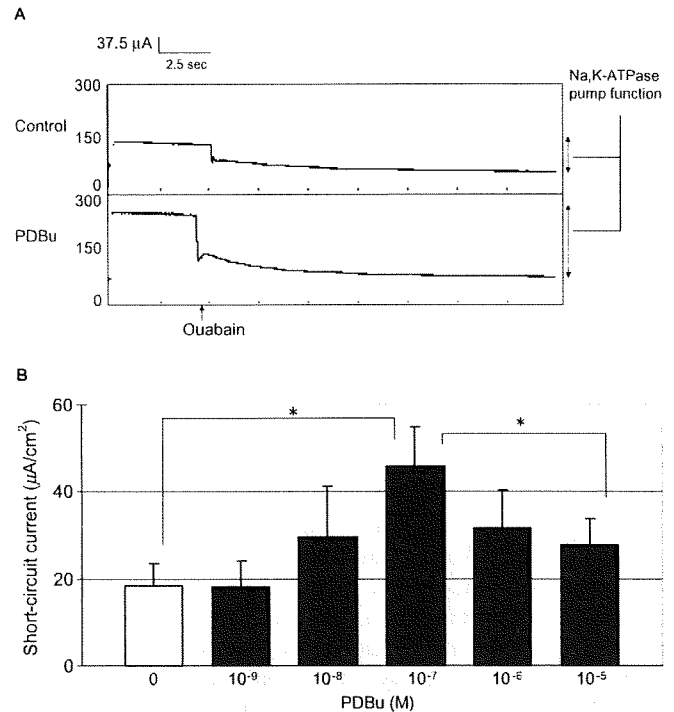 A
37.5 μA
2.5 sec
Na,K-ATPase
pump function
300
Control
150
0
300
PDBu
150
0
Ouabain
B
60
*
*
40
20
0
Short-circuit current (μA/cm²)
0 10⁻⁹ 10⁻⁸ 10⁻⁷ 10⁻⁶ 10⁻⁵
PDBu (M)